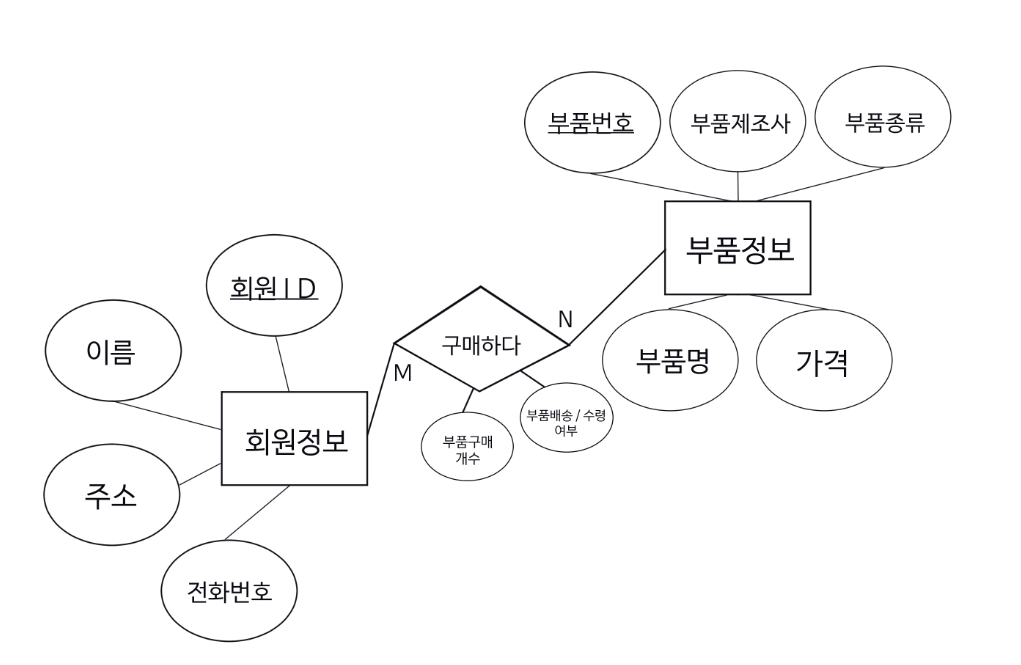 부품번호
부품제조사
부품종류
부품정보
회원 I D
이름
구매하다
N
M
부품명
가격
부품배송 / 수령
여부
부품구매
개수
회원정보
주소
전화번호